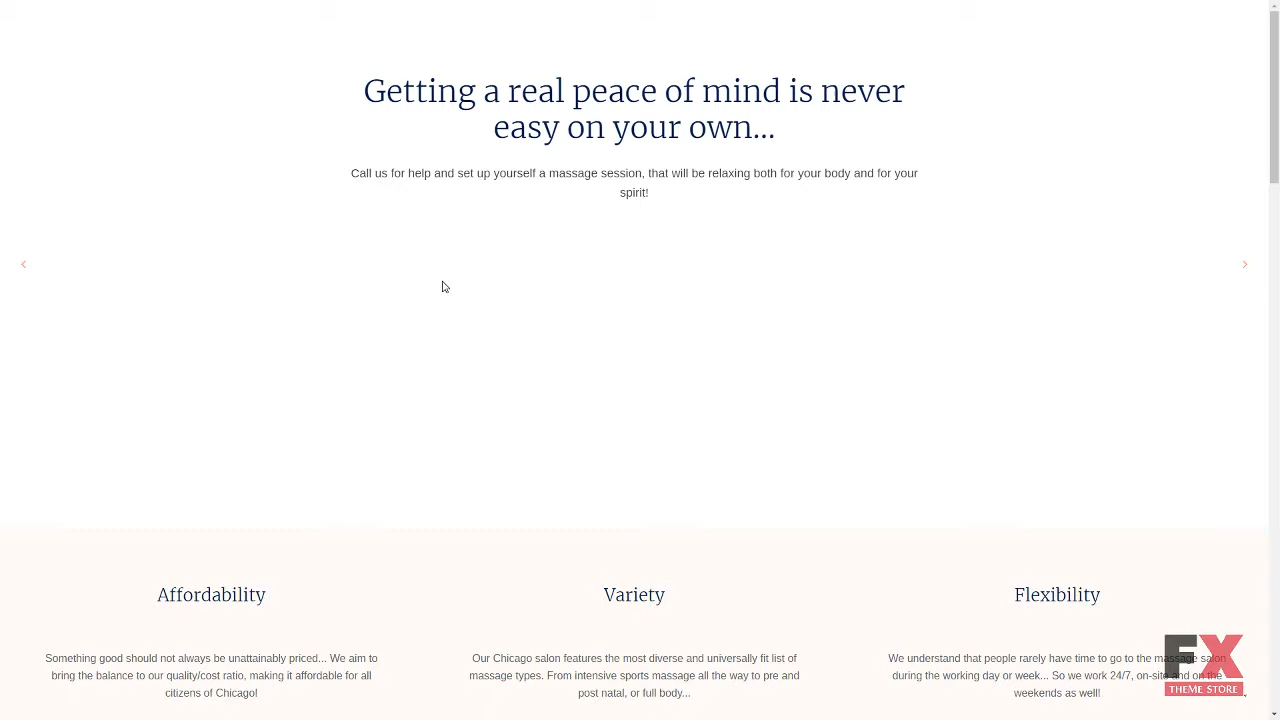 Getting a real peace of mind is never
easy on your own...
Call us for help and set up yourself a massage session, that will be relaxing both for your body and for your
spirit!
Affordability
Something good should not always be unattainably priced... We aim to
bring the balance to our quality/cost ratio, making it affordable for all
citizens of Chicago!
Variety
Chicago salon features the most diverse and universally fit list of
massage types. From intensive sports massage all the way to pre and
post natal, or full body...
Flexibility
We understand that people rarely have time to go to the massage salon
during the working day or week... So we work 24/7, on-site and on the
weekends as well!
FX
THEME STORE